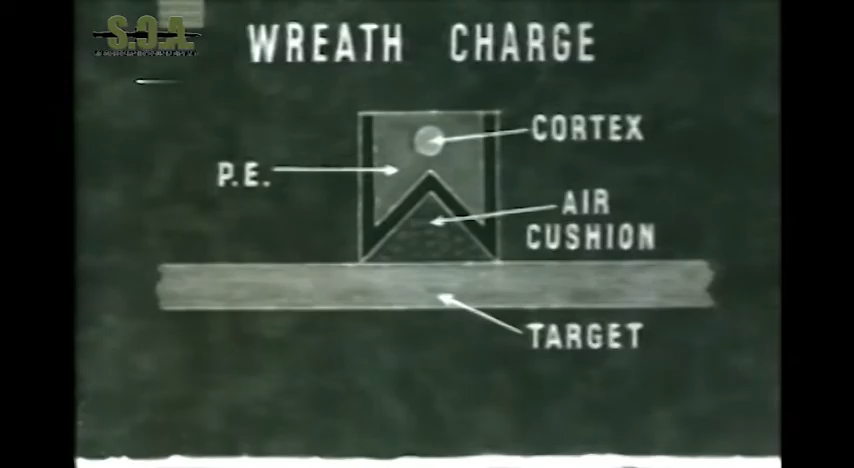 S.O.A.
WREATH CHARGE
CORTEX
P.E.
AIR
CUSHION
TARGET